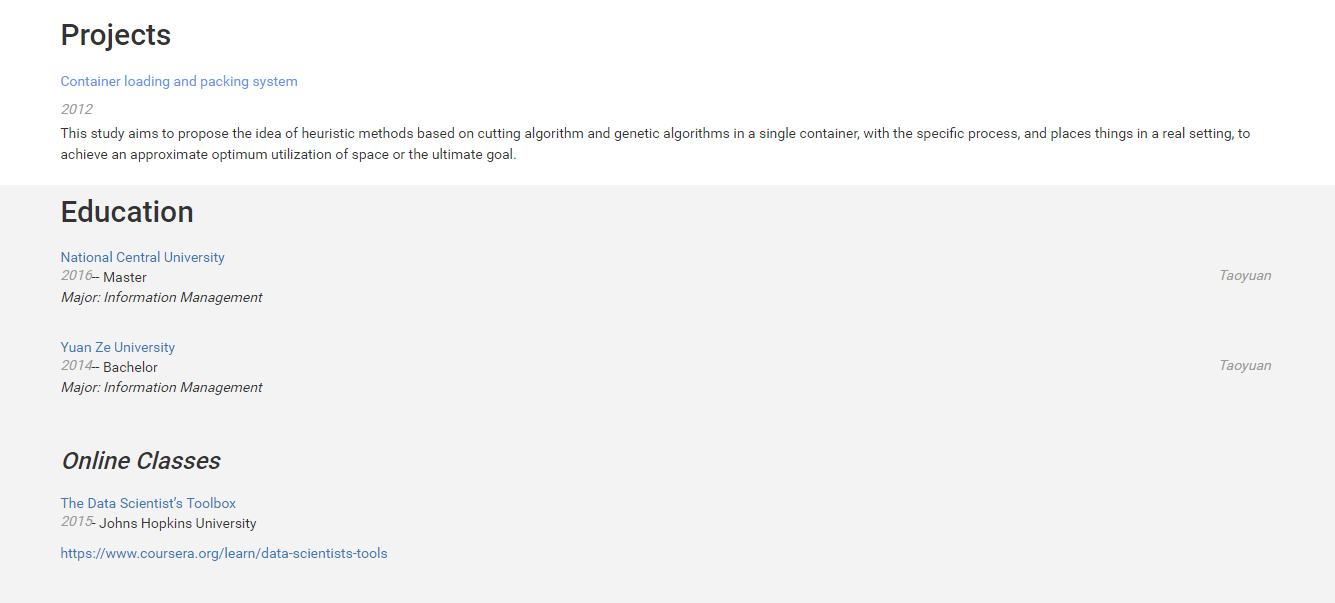 Projects
Container loading and packing system
2012
This study aims to propose the idea of heuristic methods based on cutting algorithm and genetic algorithms in a single container, with the specific process, and places things in a real setting, to
achieve an approximate optimum utilization of space or the ultimate goal.
Education
National Central University
2016-- Master Taoyuan
Major: Information Management
Yuan Ze University
2014-- Bachelor Taoyuan
Major: Information Management
Online Classes
The Data Scientist’s Toolbox
2015- Johns Hopkins University
https://www.coursera.org/learn/data-scientists-tools